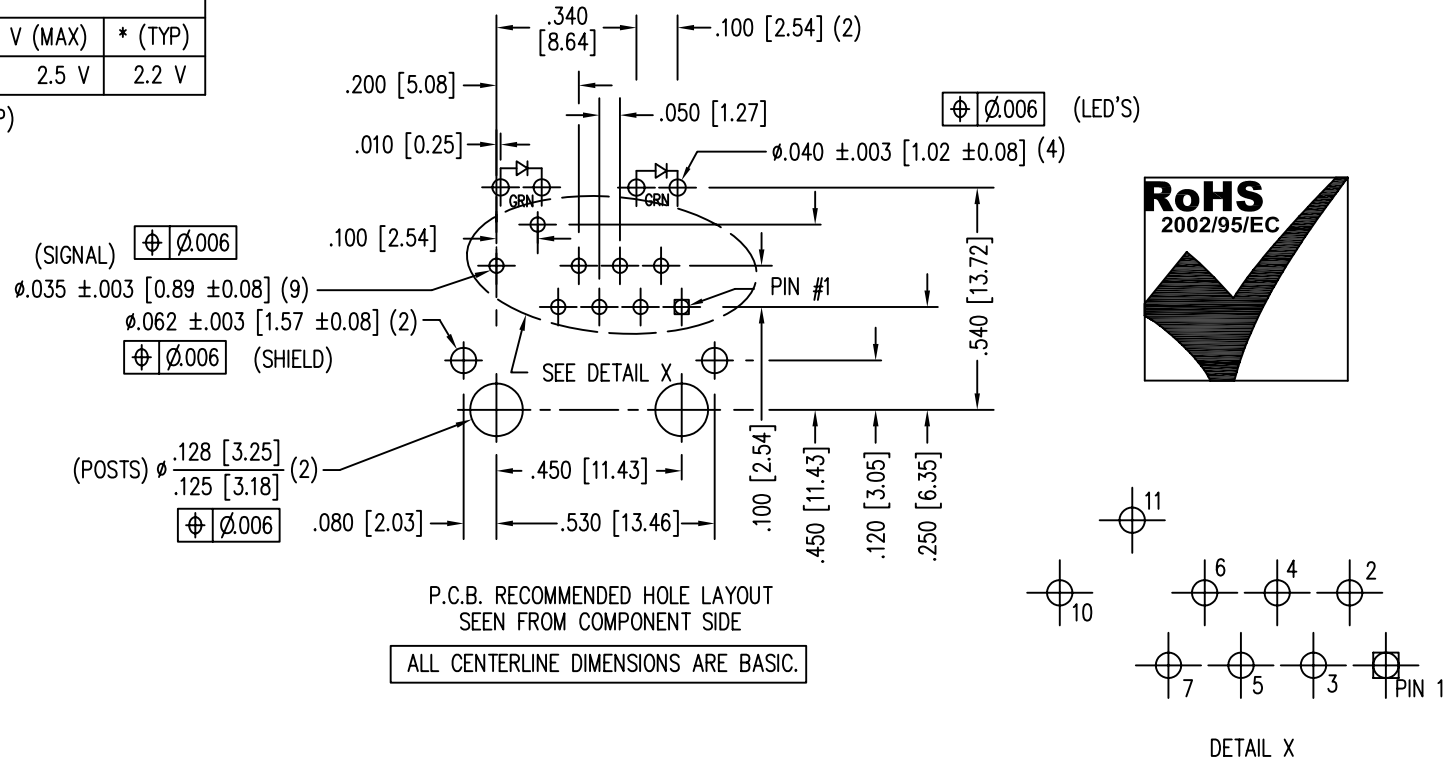 V (MAX) * (TYP)
2.5 V 2.2 V
P)
.340
[8.64]
.100 [2.54] (2)
.200 [5.08]
.050 [1.27]
⌖ Ø.006 (LED'S)
.010 [0.25]
Ø.040 ±.003 [1.02 ±0.08] (4)
GRN GRN
(SIGNAL) ⌖ Ø.006
.100 [2.54]
Ø.035 ±.003 [0.89 ±0.08] (9)
PIN #1
Ø.062 ±.003 [1.57 ±0.08] (2)
⌖ Ø.006 (SHIELD)
SEE DETAIL X
.540 [13.72]
(POSTS) Ø .128 [3.25]
.125 [3.18] (2)
⌖ Ø.006
.450 [11.43]
.080 [2.03]
.530 [13.46]
.100 [2.54]
.450 [11.43]
.120 [3.05]
.250 [6.35]
P.C.B. RECOMMENDED HOLE LAYOUT
SEEN FROM COMPONENT SIDE
ALL CENTERLINE DIMENSIONS ARE BASIC.
RoHS
2002/95/EC
11
6 4 2
10
7 5 3 PIN 1
DETAIL X